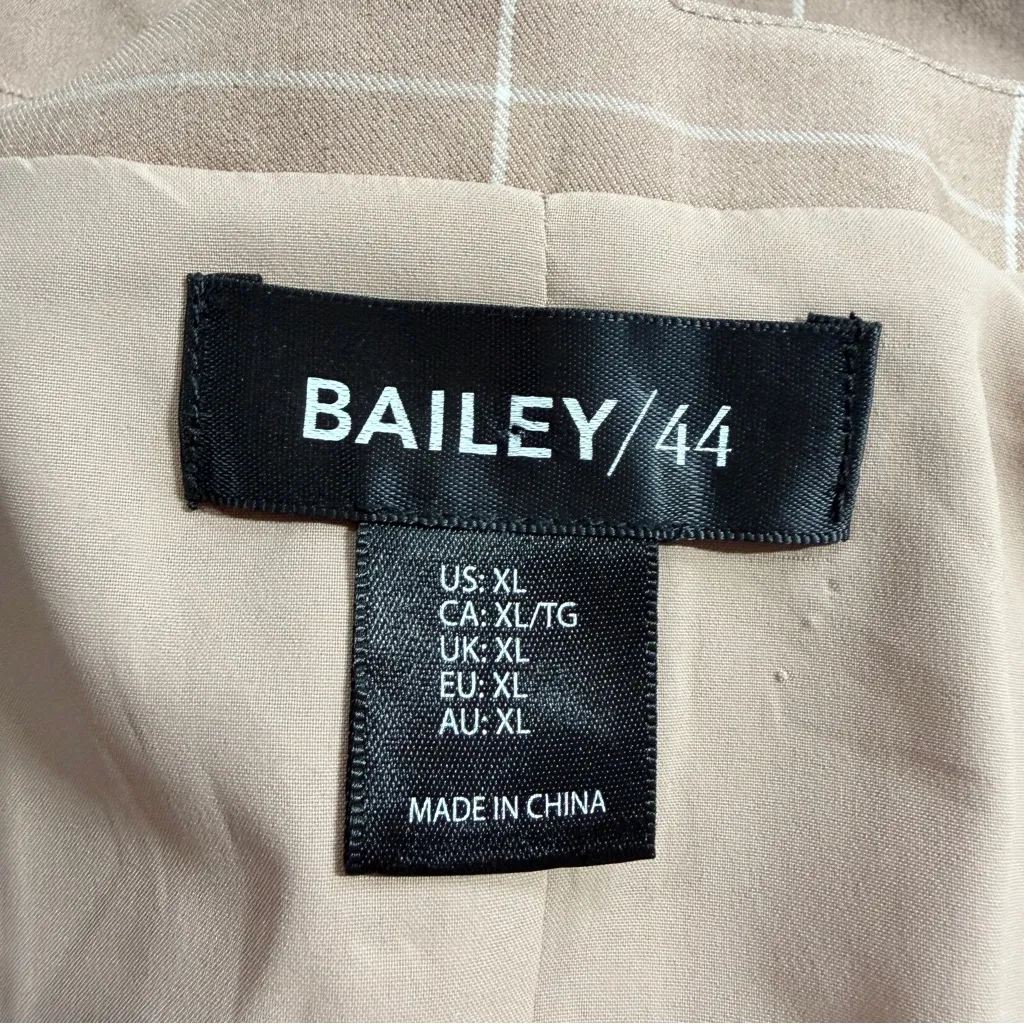 BAILEY/44
US: XL
CA: XL/TG
UK: XL
EU: XL
AU: XL
MADE IN CHINA